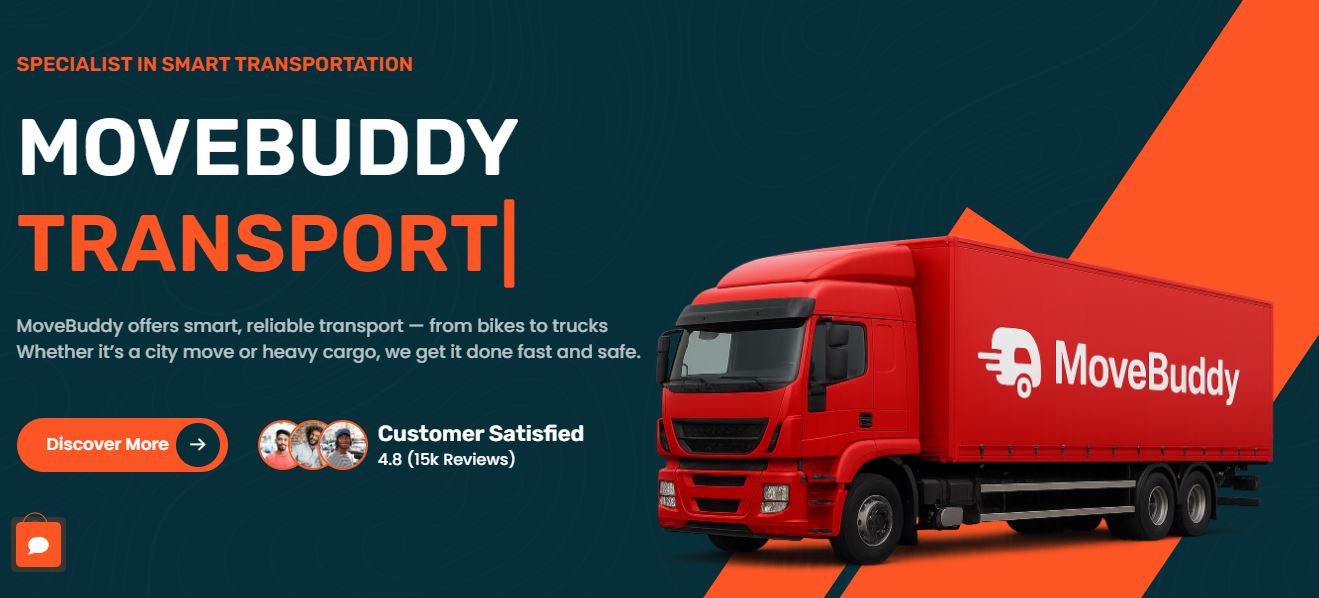 SPECIALIST IN SMART TRANSPORTATION
MOVEBUDDY
TRANSPORT
MoveBuddy offers smart, reliable transport — from bikes to trucks
Whether it’s a city move or heavy cargo, we get it done fast and safe.
Discover More
Customer Satisfied
4.8 (15k Reviews)
MoveBuddy